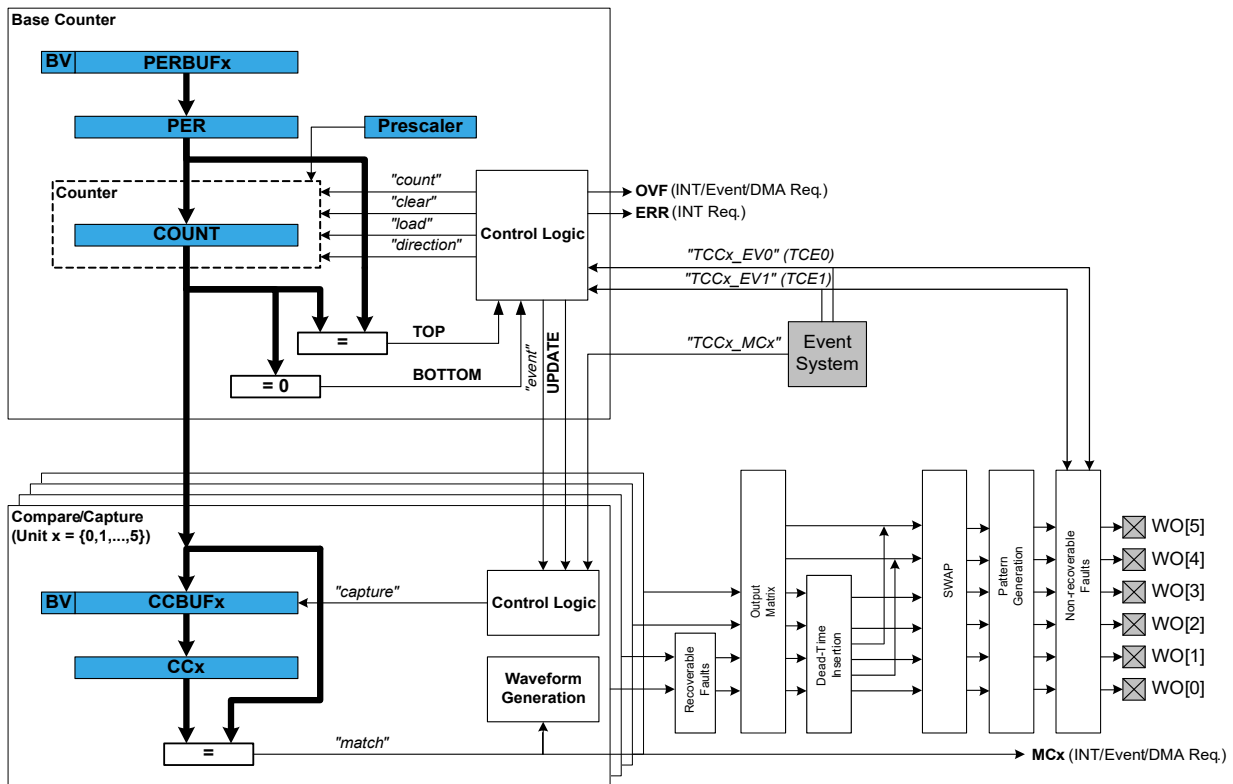 Base Counter
BV PERBUFx
PER
Prescaler
Counter
COUNT
"count"
"clear"
"load"
"direction"
Control Logic
OVF (INT/Event/DMA Req.)
ERR (INT Req.)
"TCCx_EV0" (TCE0)
"TCCx_EV1" (TCE1)
"TCCx_MCx"
Event
System
=
TOP
= 0
BOTTOM
"event"
UPDATE
Compare/Capture
(Unit x = {0,1,...,5})
BV CCBUFx
"capture"
Control Logic
CCx
Waveform
Generation
=
"match"
Recoverable
Faults
Output
Matrix
Dead-Time
Insertion
SWAP
Pattern
Generation
Non-recoverable
Faults
WO[5]
WO[4]
WO[3]
WO[2]
WO[1]
WO[0]
MCx (INT/Event/DMA Req.)